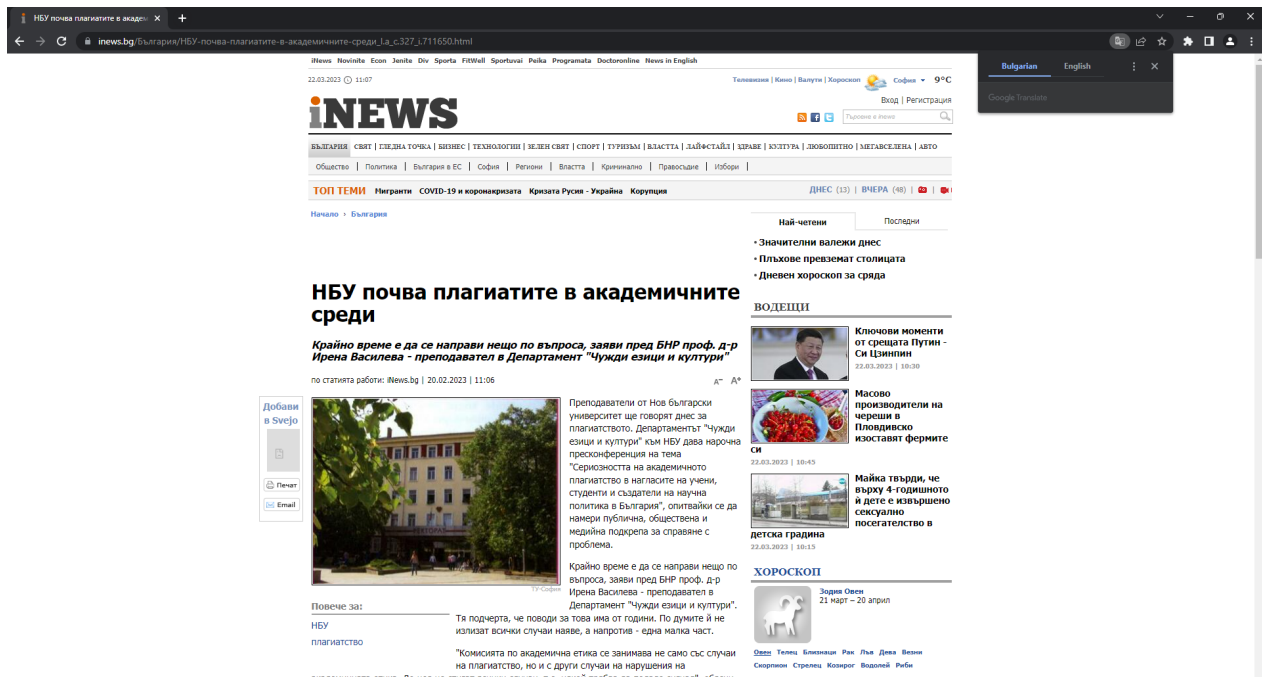 НБУ почва плагиатите в академ
inews.bg/България/НБУ-почва-плагиатите-в-академичните-среди_l.a_c.327_i.711650.html
Bulgarian English
Google Translate
iNews Novinite Econ Jenite Div Sporta FitWell Sportuvai Peika Programata Doctoronline News in English
22.03.2023 11:07
Телевизия | Кино | Валути | Хороскоп София 9°C
Вход | Регистрация
iNEWS
Търсене в inews
БЪЛГАРИЯ СВЯТ | ГЛЕДНА ТОЧКА | БИЗНЕС | ТЕХНОЛОГИИ | ЗЕЛЕН СВЯТ | СПОРТ | ТУРИЗЪМ | ВЛАСТТА | ЛАЙФСТАЙЛ | ЗДРАВЕ | КУЛТУРА | ЛЮБОПИТНО | МЕГАВСЕЛЕНА | АВТО
Общество | Политика | България в ЕС | София | Региони | Властта | Криминално | Правосъдие | Избори |
ТОП ТЕМИ Мигранти COVID-19 и коронакризата Кризата Русия - Украйна Корупция
ДНЕС (13) | ВЧЕРА (48) |
Начало › България
НБУ почва плагиатите в академичните
среди
Крайно време е да се направи нещо по въпроса, заяви пред БНР проф. д-р
Ирена Василева - преподавател в Департамент "Чужди езици и култури"
по статията работи: iNews.bg | 20.02.2023 | 11:06
A- A+
Добави
в Svejo
Печат
Email
ТУ-София
Преподаватели от Нов български
университет ще говорят днес за
плагиатството. Департаментът "Чужди
езици и култури" към НБУ дава нарочна
пресконференция на тема
"Сериозността на академичното
плагиатство в нагласите на учени,
студенти и създатели на научна
политика в България", опитвайки се да
намери публична, обществена и
медийна подкрепа за справяне с
проблема.
Крайно време е да се направи нещо по
въпроса, заяви пред БНР проф. д-р
Ирена Василева - преподавател в
Департамент "Чужди езици и култури".
Тя подчерта, че поводи за това има от години. По думите й не
излизат всички случаи наяве, а напротив - една малка част.
"Комисията по академична етика се занимава не само със случаи
на плагиатство, но и с други случаи на нарушения на
Повече за:
НБУ
плагиатство
Най-четени Последни
Значителни валежи днес
Плъхове превземат столицата
Дневен хороскоп за сряда
ВОДЕЩИ
Ключови моменти
от срещата Путин -
Си Цзинпин
22.03.2023 | 10:30
Масово
производители на
череши в
Пловдивско
изоставят фермите
си
22.03.2023 | 10:45
Майка твърди, че
върху 4-годишното
ѝ дете е извършено
сексуално
посегателство в
детска градина
22.03.2023 | 10:15
ХОРОСКОП
Зодия Овен
21 март – 20 април
Овен Телец Близнаци Рак Лъв Дева Везни
Скорпион Стрелец Козирог Водолей Риби